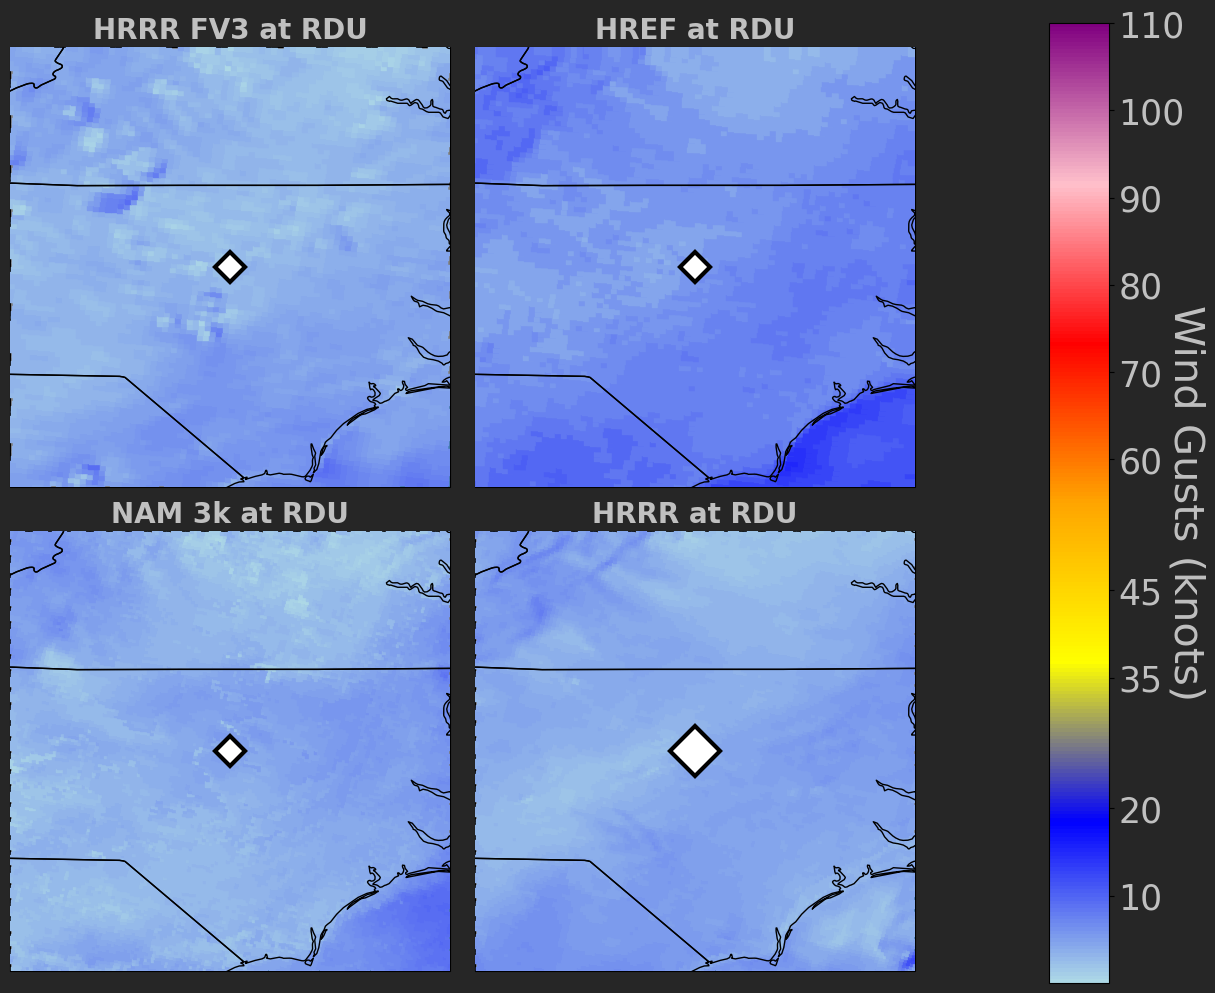 HRRR FV3 at RDU
HREF at RDU
NAM 3k at RDU
HRRR at RDU
110
100
90
80
70
60
45
35
20
10
Wind Gusts (knots)